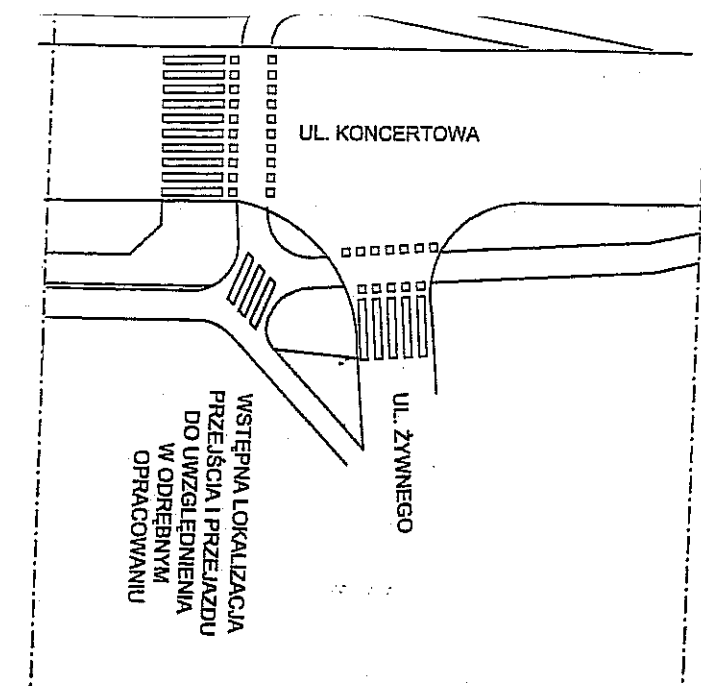 UL. KONCERTOWA
UL. ŻYWNEGO
WSTĘPNA LOKALIZACJA
PRZEJŚCIA I PRZEJAZDU
DO UWZGLĘDNIENIA
W ODRĘBNYM
OPRACOWANIU